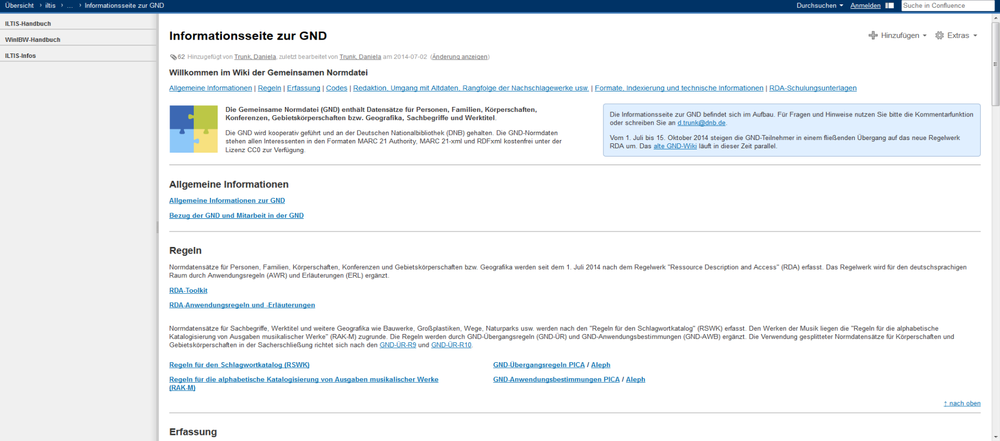 Übersicht › iltis › ... › Informationsseite zur GND
Durchsuchen Anmelden Suche in Confluence
ILTIS-Handbuch
WinIBW-Handbuch
ILTIS-Infos
Informationsseite zur GND
Hinzufügen Extras
62 Hinzugefügt von Trunk, Daniela, zuletzt bearbeitet von Trunk, Daniela am 2014-07-02 (Änderung anzeigen)
Willkommen im Wiki der Gemeinsamen Normdatei
Allgemeine Informationen | Regeln | Erfassung | Codes | Redaktion, Umgang mit Altdaten, Rangfolge der Nachschlagewerke usw. | Formate, Indexierung und technische Informationen | RDA-Schulungsunterlagen
Die Gemeinsame Normdatei (GND) enthält Datensätze für Personen, Familien, Körperschaften,
Konferenzen, Gebietskörperschaften bzw. Geografika, Sachbegriffe und Werktitel.
Die GND wird kooperativ geführt und an der Deutschen Nationalbibliothek (DNB) gehalten. Die GND-Normdaten
stehen allen Interessenten in den Formaten MARC 21 Authority, MARC 21-xml und RDFxml kostenfrei unter der
Lizenz CC0 zur Verfügung.
Die Informationsseite zur GND befindet sich im Aufbau. Für Fragen und Hinweise nutzen Sie bitte die Kommentarfunktion
oder schreiben Sie an d.trunk@dnb.de.
Vom 1. Juli bis 15. Oktober 2014 steigen die GND-Teilnehmer in einem fließenden Übergang auf das neue Regelwerk
RDA um. Das alte GND-Wiki läuft in dieser Zeit parallel.
Allgemeine Informationen
Allgemeine Informationen zur GND
Bezug der GND und Mitarbeit in der GND
Regeln
Normdatensätze für Personen, Familien, Körperschaften, Konferenzen und Gebietskörperschaften bzw. Geografika werden seit dem 1. Juli 2014 nach dem Regelwerk "Ressource Description and Access" (RDA) erfasst. Das Regelwerk wird für den deutschsprachigen
Raum durch Anwendungsregeln (AWR) und Erläuterungen (ERL) ergänzt.
RDA-Toolkit
RDA-Anwendungsregeln und -Erläuterungen
Normdatensätze für Sachbegriffe, Werktitel und weitere Geografika wie Bauwerke, Großplastiken, Wege, Naturparks usw. werden nach den "Regeln für den Schlagwortkatalog" (RSWK) erfasst. Den Werken der Musik liegen die "Regeln für die alphabetische
Katalogisierung von Ausgaben musikalischer Werke" (RAK-M) zugrunde. Die Regeln werden durch GND-Übergangsregeln (GND-ÜR) und GND-Anwendungsbestimmungen (GND-AWB) ergänzt. Die Verwendung gesplitteter Normdatensätze für Körperschaften und
Gebietskörperschaften in der Sacherschließung richtet sich nach den GND-ÜR-R9 und GND-ÜR-R10.
Regeln für den Schlagwortkatalog (RSWK)
Regeln für die alphabetische Katalogisierung von Ausgaben musikalischer Werke
(RAK-M)
GND-Übergangsregeln PICA / Aleph
GND-Anwendungsbestimmungen PICA / Aleph
↑ nach oben
Erfassung